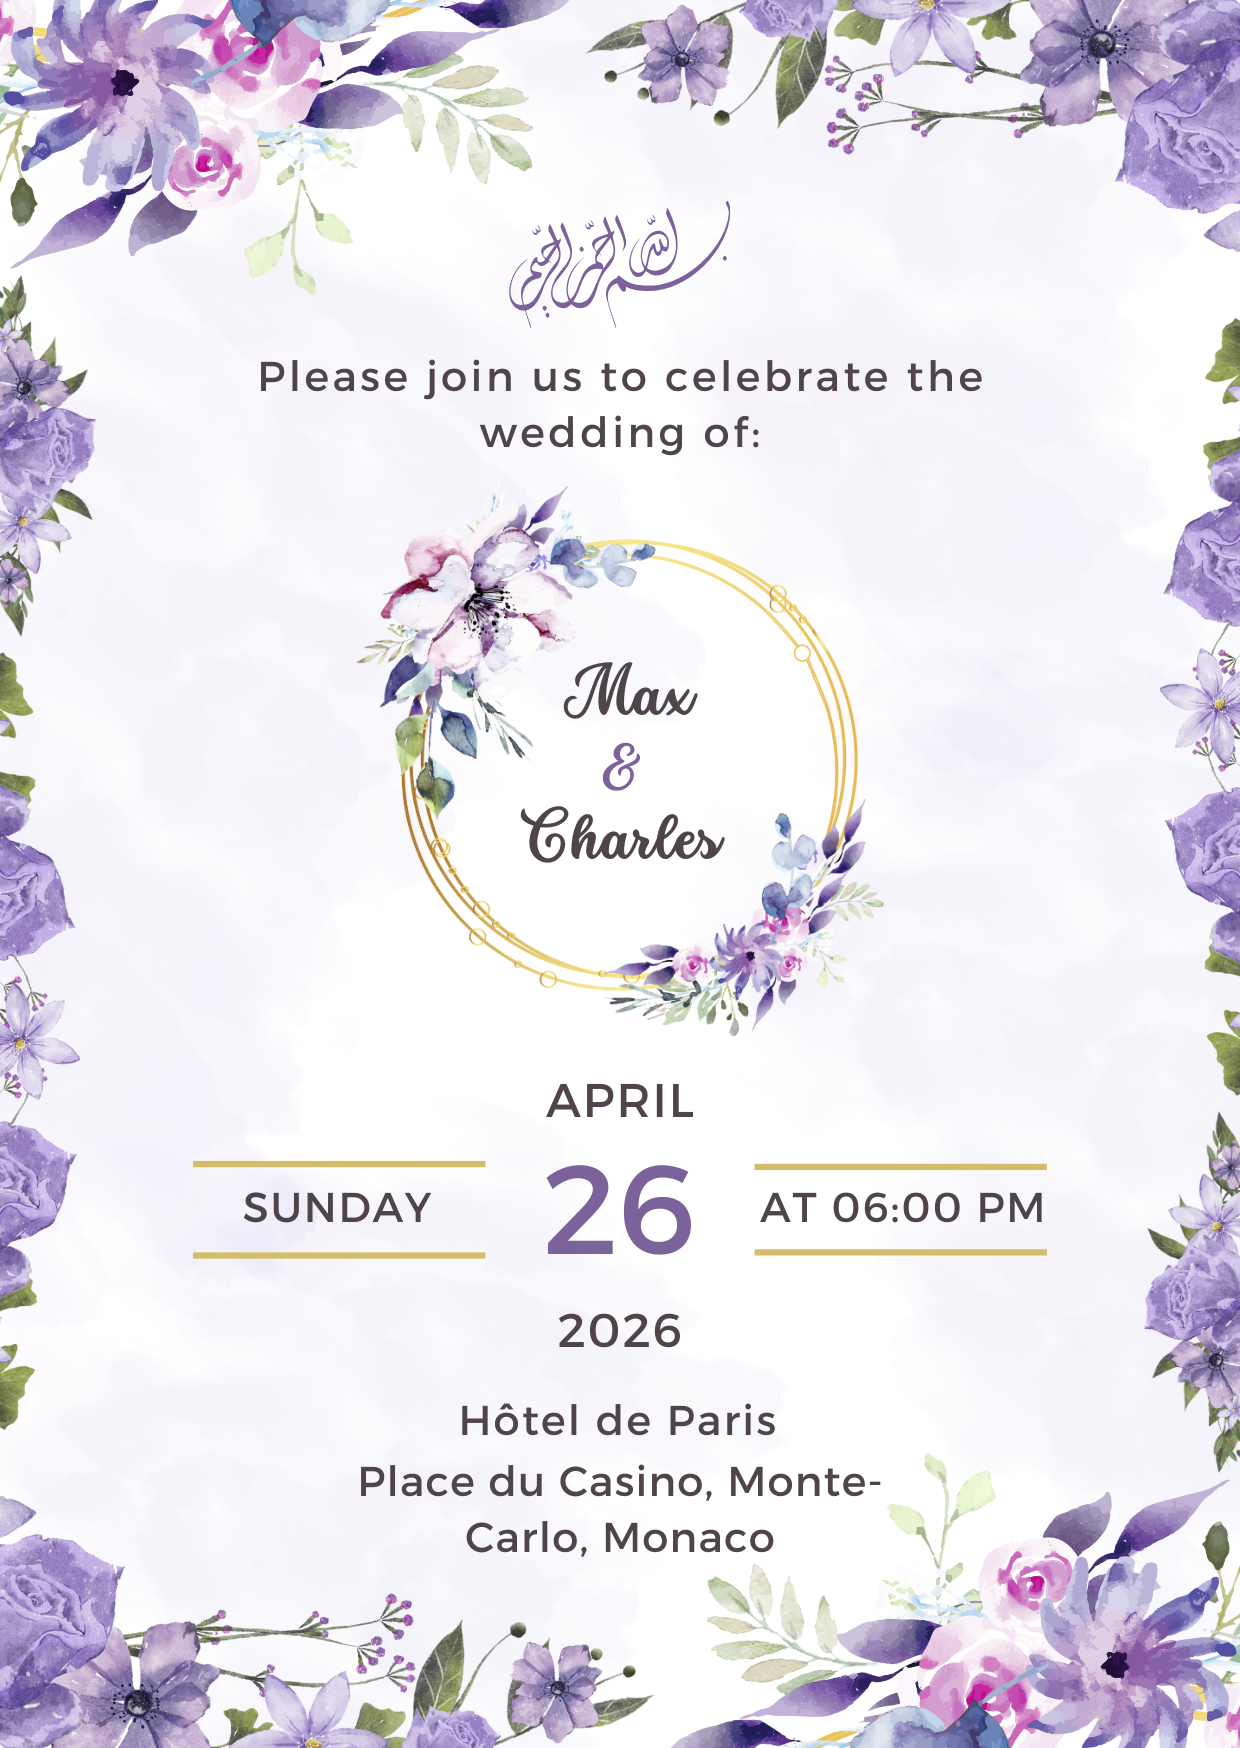 بسم الله الرحمن الرحيم
Please join us to celebrate the
wedding of:
Max
&
Charles
APRIL
SUNDAY
26
AT 06:00 PM
2026
Hôtel de Paris
Place du Casino, Monte-
Carlo, Monaco